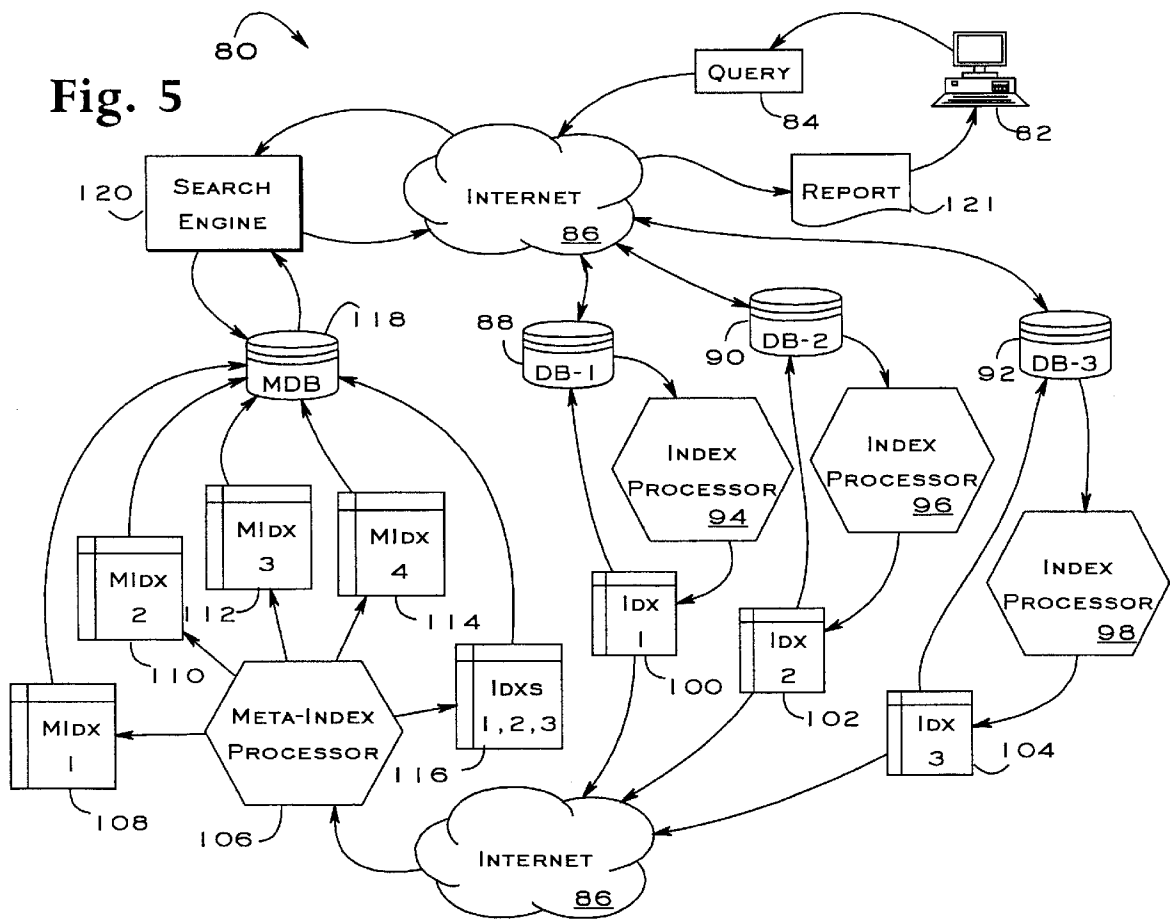 80
Fig. 5
QUERY
84
82
120
SEARCH
ENGINE
INTERNET
86
REPORT
121
118
MDB
88
DB-1
90
DB-2
92
DB-3
INDEX
PROCESSOR
94
INDEX
PROCESSOR
96
INDEX
PROCESSOR
98
MIDX
3
112
MIDX
4
114
MIDX
2
110
IDX
1
100
IDX
2
102
IDX
3
104
MIDX
1
108
META-INDEX
PROCESSOR
106
IDXS
1,2,3
116
INTERNET
86